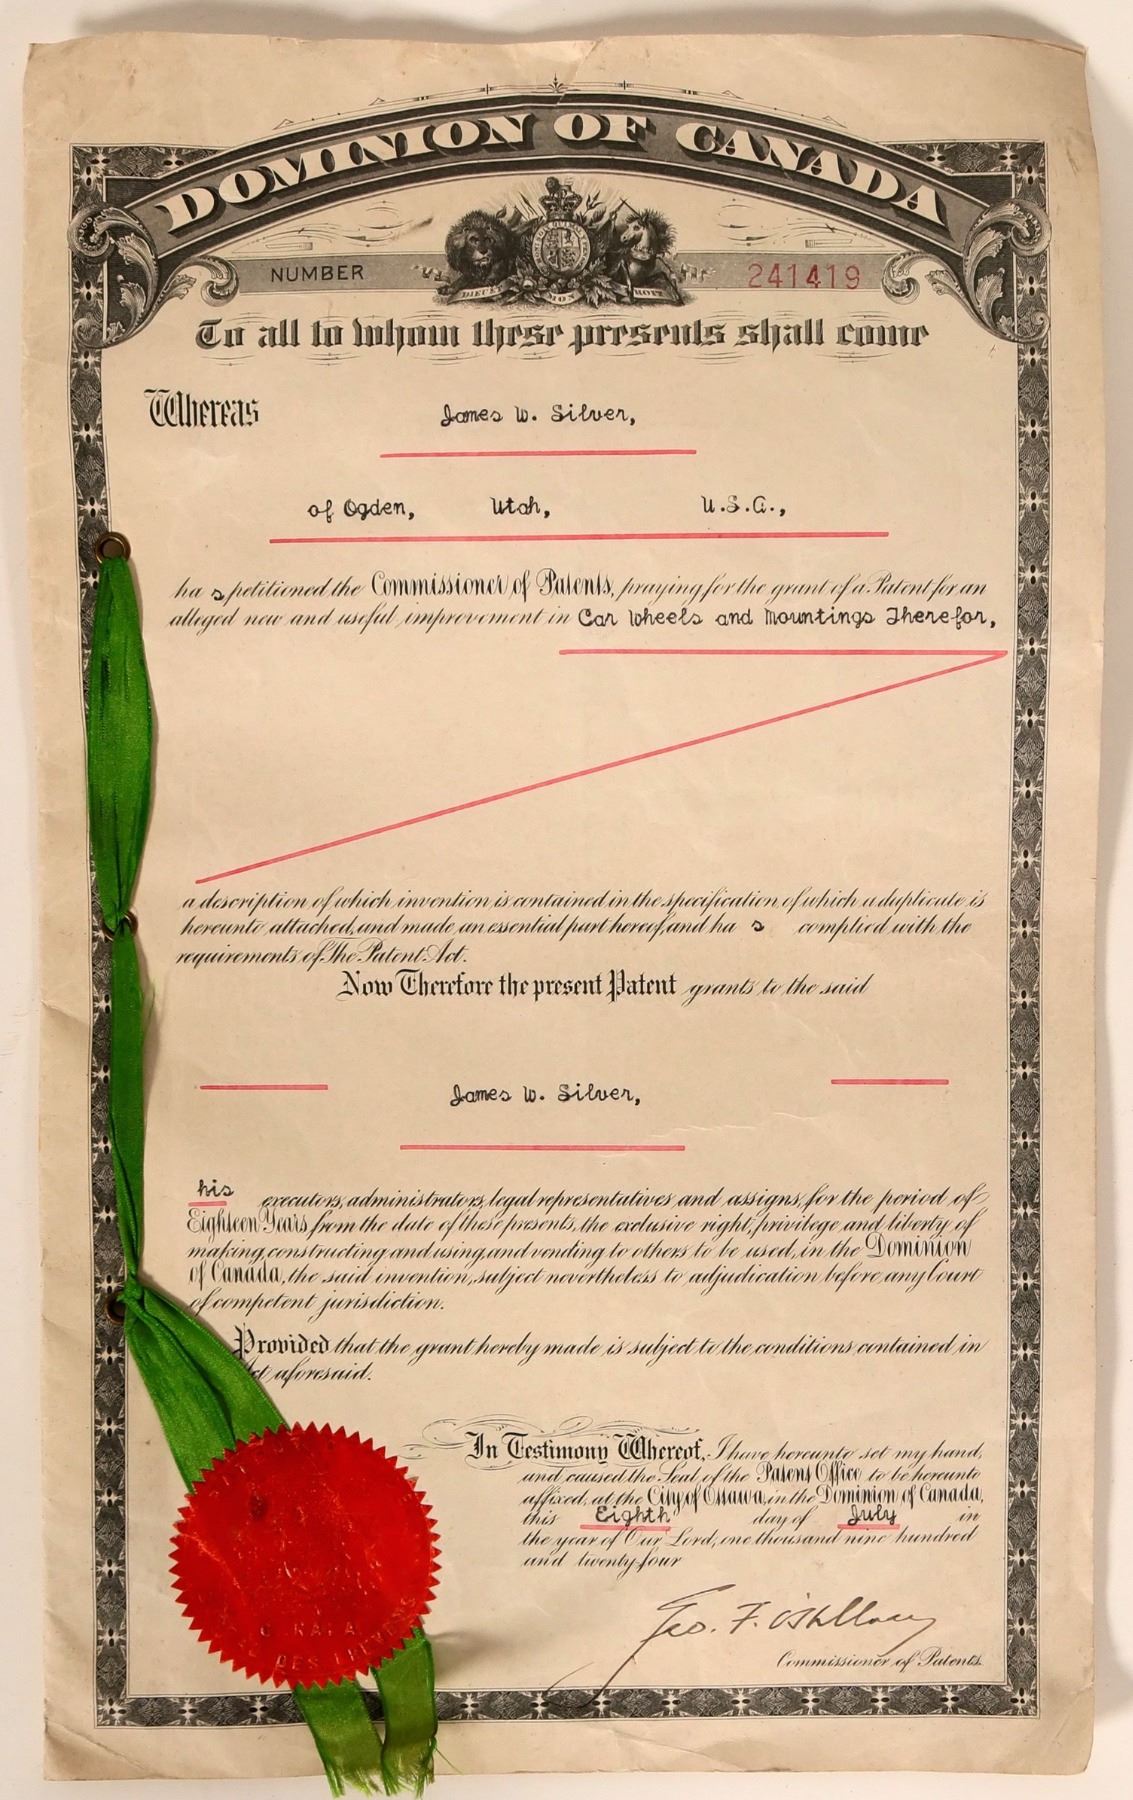 DOMINION OF CANADA
NUMBER 241419
DIEU ET MON DROIT
To all to whom these presents shall come
Whereas James W. Silver,
of Ogden, Utah, U.S.A.,
ha s petitioned the Commissioner of Patents, praying for the grant of a Patent for an
alleged new and useful improvement in Car Wheels and Mountings Therefor,
a description of which invention is contained in the specification of which a duplicate is
hereunto attached, and made an essential part hereof, and ha s complied with the
requirements of The Patent Act.
Now Therefore the present Patent grants to the said
James W. Silver,
his executors, administrators, legal representatives and assigns, for the period of
Eighteen Years from the date of these presents, the exclusive right, privilege and liberty of
making, constructing and using, and vending to others to be used, in the Dominion
of Canada, the said invention, subject nevertheless to adjudication before any Court
of competent jurisdiction.
Provided that the grant hereby made is subject to the conditions contained in
ct aforesaid.
In Testimony Whereof, I have hereunto set my hand,
and caused the Seal of the Patent Office to be hereunto
affixed, at the City of Ottawa, in the Dominion of Canada,
this Eighth day of July in
the year of Our Lord, one thousand nine hundred
and twenty four
Geo. F. O'Halloran
Commissioner of Patents.